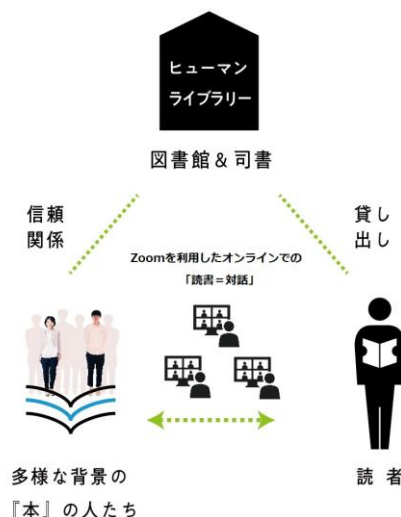 ヒューマン
ライブラリー
図書館&司書
信頼
関係
貸し
出し
Zoomを利用したオンラインでの
「読書=対話」
多様な背景の
『本』の人たち
読者